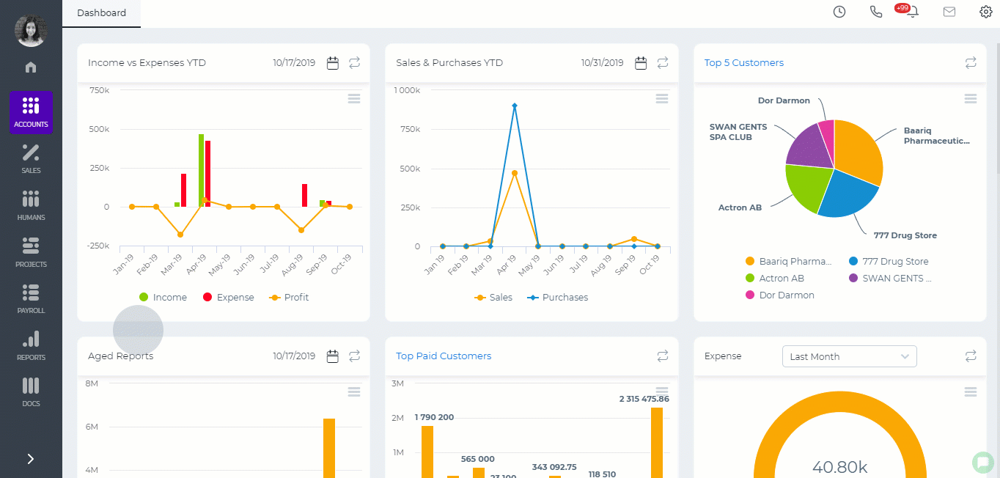 Dashboard
+99
ACCOUNTS
SALES
HUMANS
PROJECTS
PAYROLL
REPORTS
DOCS
Income vs Expenses YTD
10/17/2019
750k
500k
250k
0
-250k
Jan-19
Feb-19
Mar-19
Apr-19
May-19
Jun-19
Jul-19
Aug-19
Sep-19
Oct-19
Income
Expense
Profit
Sales & Purchases YTD
10/31/2019
1 000k
750k
500k
250k
0
Jan 19
Feb 19
Mar 19
Apr 19
May 19
Jun 19
Jul 19
Aug 19
Sep 19
Oct 19
Sales
Purchases
Top 5 Customers
Dor Darmon
SWAN GENTS
SPA CLUB
Baariq
Pharmaceutic...
Actron AB
777 Drug Store
Baariq Pharma...
777 Drug Store
Actron AB
SWAN GENTS ...
Dor Darmon
Aged Reports
10/17/2019
8M
6M
4M
Top Paid Customers
3M
2M
1M
1 790 200
2 315 475.86
565 000
23 100
343 092.75
118 510
Expense
Last Month
40.80k